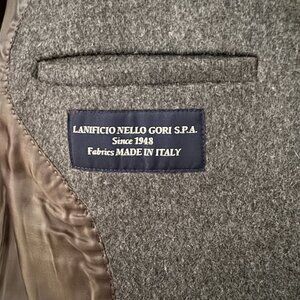 LANIFICIO NELLO GORI S.P.A.
Since 1948
Fabrics MADE IN ITALY